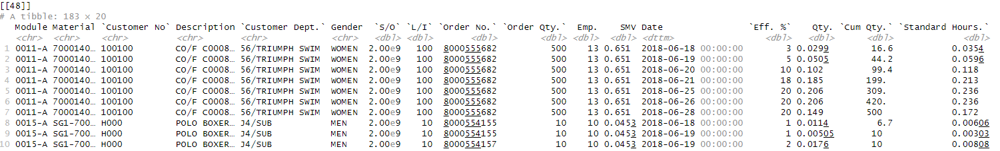 [[48]]
# A tibble: 183 x 20
Module Material `Customer No` Description `Customer Dept.` Gender `S/O` `L/I` `Order No.` `Order Qty.` Emp. SMV Date `Eff. %` Qty. `Cum Qty.` `Standard Hours.`
<chr> <chr> <chr> <chr> <chr> <chr> <dbl> <dbl> <dbl> <dbl> <dbl> <dbl> <dttm> <dbl> <dbl> <dbl> <dbl>
1 0011-A 7000140… 100100 CO/F C0008… 56/TRIUMPH SWIM WOMEN 2.00e9 100 8000555682 500 13 0.651 2018-06-18 00:00:00 3 0.0299 16.6 0.0354
2 0011-A 7000140… 100100 CO/F C0008… 56/TRIUMPH SWIM WOMEN 2.00e9 100 8000555682 500 13 0.651 2018-06-19 00:00:00 5 0.0505 44.2 0.0596
3 0011-A 7000140… 100100 CO/F C0008… 56/TRIUMPH SWIM WOMEN 2.00e9 100 8000555682 500 13 0.651 2018-06-20 00:00:00 10 0.102 99.4 0.118
4 0011-A 7000140… 100100 CO/F C0008… 56/TRIUMPH SWIM WOMEN 2.00e9 100 8000555682 500 13 0.651 2018-06-21 00:00:00 18 0.185 199. 0.213
5 0011-A 7000140… 100100 CO/F C0008… 56/TRIUMPH SWIM WOMEN 2.00e9 100 8000555682 500 13 0.651 2018-06-25 00:00:00 20 0.206 309. 0.236
6 0011-A 7000140… 100100 CO/F C0008… 56/TRIUMPH SWIM WOMEN 2.00e9 100 8000555682 500 13 0.651 2018-06-26 00:00:00 20 0.206 420. 0.236
7 0011-A 7000140… 100100 CO/F C0008… 56/TRIUMPH SWIM WOMEN 2.00e9 100 8000555682 500 13 0.651 2018-06-28 00:00:00 20 0.149 500 0.172
8 0015-A SG1-700… H000 POLO BOXER… J4/SUB MEN 2.00e9 10 8000554155 10 10 0.0453 2018-06-18 00:00:00 1 0.0114 6.7 0.00606
9 0015-A SG1-700… H000 POLO BOXER… J4/SUB MEN 2.00e9 10 8000554155 10 10 0.0453 2018-06-19 00:00:00 1 0.00505 10 0.00303
10 0015-A SG1-700… H000 POLO BOXER… J4/SUB MEN 2.00e9 10 8000554157 10 10 0.0453 2018-06-19 00:00:00 2 0.0176 10 0.00808